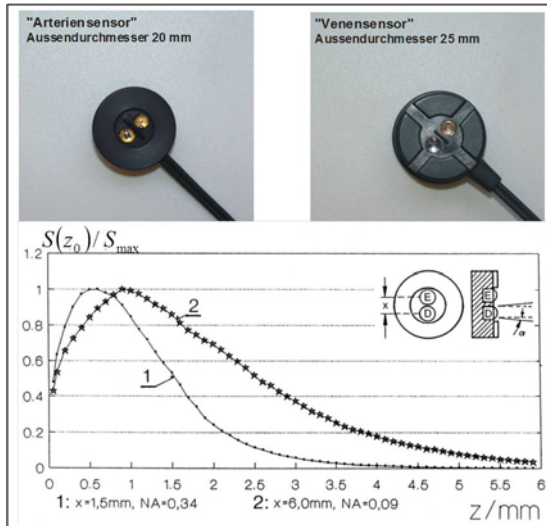 "Arteriensensor"
Aussendurchmesser 20 mm
"Venensensor"
Aussendurchmesser 25 mm
S(z₀)/S_max
1.2
1
0.8
0.6
0.4
0.2
0
0 0.5 1 1.5 2 2.5 3 3.5 4 4.5 5 5.5 6
1
2
x
E
D
E
D
t
α
1: x=1,5mm, NA=0,34 2: x=6,0mm, NA=0,09
z/mm